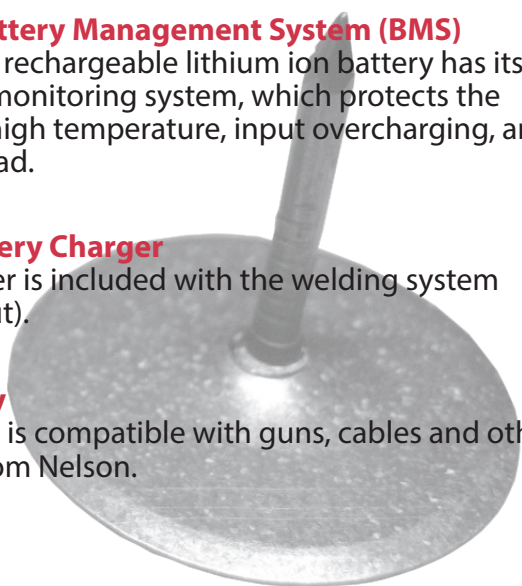 ttery Management System (BMS)
rechargeable lithium ion battery has its
monitoring system, which protects the
high temperature, input overcharging, a
ad.
ery Charger
er is included with the welding system
ut).
y
is compatible with guns, cables and oth
om Nelson.